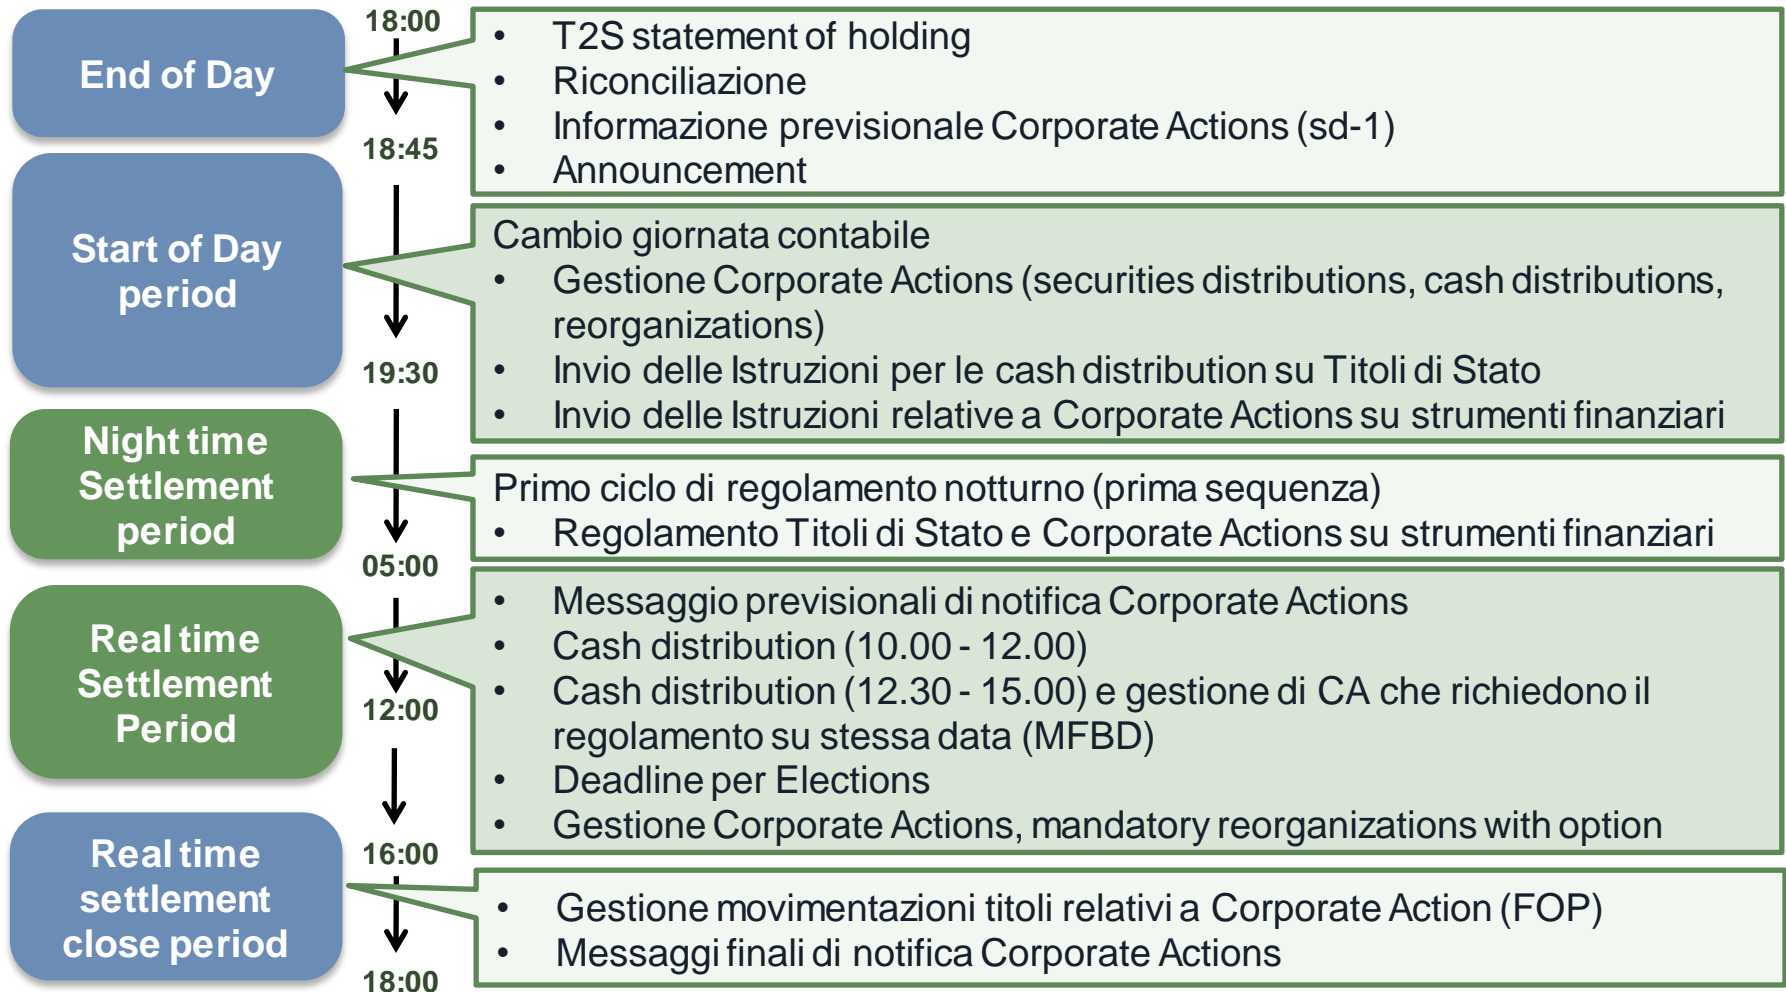 18:00
End of Day
• T2S statement of holding
• Riconciliazione
• Informazione previsionale Corporate Actions (sd-1)
• Announcement
18:45
Start of Day
period
Cambio giornata contabile
• Gestione Corporate Actions (securities distributions, cash distributions,
reorganizations)
• Invio delle Istruzioni per le cash distribution su Titoli di Stato
• Invio delle Istruzioni relative a Corporate Actions su strumenti finanziari
19:30
Night time
Settlement
period
Primo ciclo di regolamento notturno (prima sequenza)
• Regolamento Titoli di Stato e Corporate Actions su strumenti finanziari
05:00
Real time
Settlement
Period
• Messaggio previsionali di notifica Corporate Actions
• Cash distribution (10.00 - 12.00)
• Cash distribution (12.30 - 15.00) e gestione di CA che richiedono il
regolamento su stessa data (MFBD)
• Deadline per Elections
• Gestione Corporate Actions, mandatory reorganizations with option
12:00
16:00
Real time
settlement
close period
• Gestione movimentazioni titoli relativi a Corporate Action (FOP)
• Messaggi finali di notifica Corporate Actions
18:00